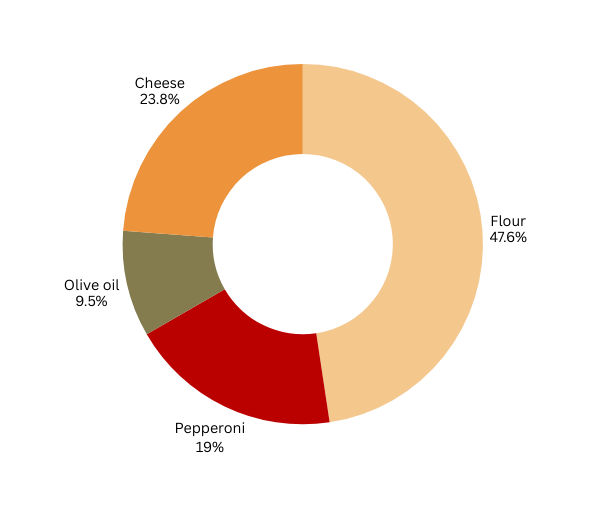 Cheese
23.8%
Flour
47.6%
Olive oil
9.5%
Pepperoni
19%